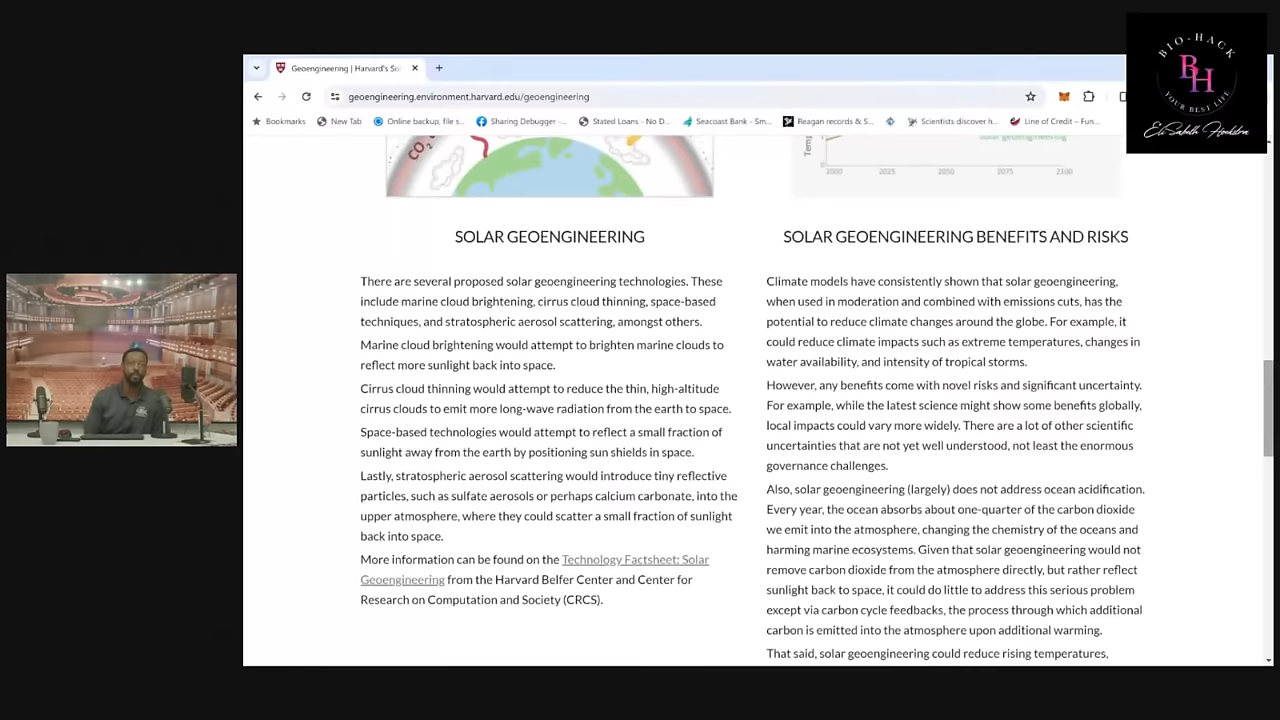 BIO-HACK
BH
YOUR BEST LIFE
Geoengineering | Harvard's So
geoengineering.environment.harvard.edu/geoengineering
Bookmarks
New Tab
Online backup, file s...
Sharing Debugger -...
Stated Loans - No D...
Seacoast Bank - Sm...
Reagan records & S...
Scientists discover h...
Line of Credit – Fun...
CO2
Temp
0
2000 2025 2050 2075 2100
solar geoengineering
SOLAR GEOENGINEERING
There are several proposed solar geoengineering technologies. These
include marine cloud brightening, cirrus cloud thinning, space-based
techniques, and stratospheric aerosol scattering, amongst others.
Marine cloud brightening would attempt to brighten marine clouds to
reflect more sunlight back into space.
Cirrus cloud thinning would attempt to reduce the thin, high-altitude
cirrus clouds to emit more long-wave radiation from the earth to space.
Space-based technologies would attempt to reflect a small fraction of
sunlight away from the earth by positioning sun shields in space.
Lastly, stratospheric aerosol scattering would introduce tiny reflective
particles, such as sulfate aerosols or perhaps calcium carbonate, into the
upper atmosphere, where they could scatter a small fraction of sunlight
back into space.
More information can be found on the Technology Factsheet: Solar
Geoengineering from the Harvard Belfer Center and Center for
Research on Computation and Society (CRCS).
SOLAR GEOENGINEERING BENEFITS AND RISKS
Climate models have consistently shown that solar geoengineering,
when used in moderation and combined with emissions cuts, has the
potential to reduce climate changes around the globe. For example, it
could reduce climate impacts such as extreme temperatures, changes in
water availability, and intensity of tropical storms.
However, any benefits come with novel risks and significant uncertainty.
For example, while the latest science might show some benefits globally,
local impacts could vary more widely. There are a lot of other scientific
uncertainties that are not yet well understood, not least the enormous
governance challenges.
Also, solar geoengineering (largely) does not address ocean acidification.
Every year, the ocean absorbs about one-quarter of the carbon dioxide
we emit into the atmosphere, changing the chemistry of the oceans and
harming marine ecosystems. Given that solar geoengineering would not
remove carbon dioxide from the atmosphere directly, but rather reflect
sunlight back to space, it could do little to address this serious problem
except via carbon cycle feedbacks, the process through which additional
carbon is emitted into the atmosphere upon additional warming.
That said, solar geoengineering could reduce rising temperatures,